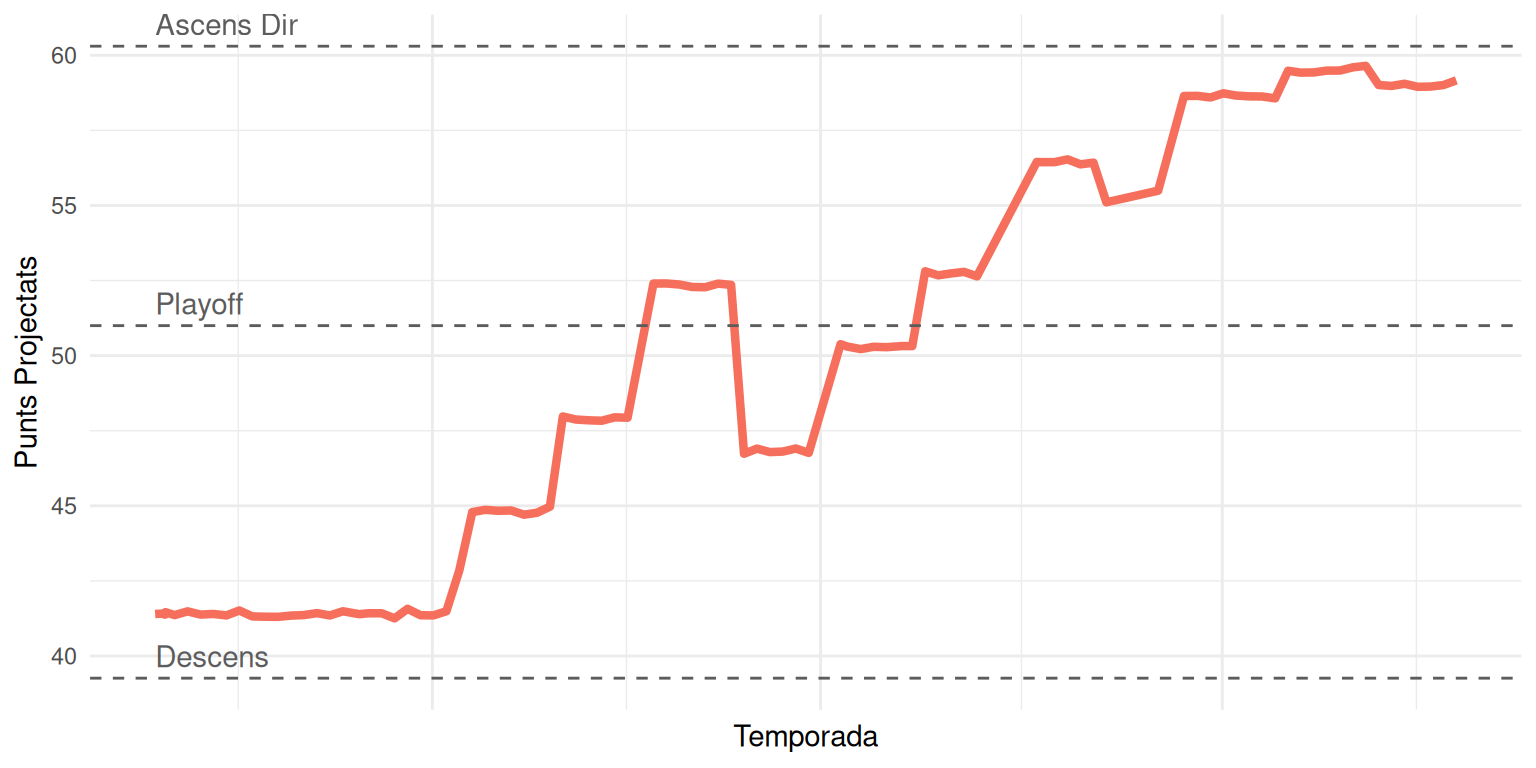 Ascens Dir
60
55
Playoff
50
45
Descens
40
Punts Projectats
Temporada